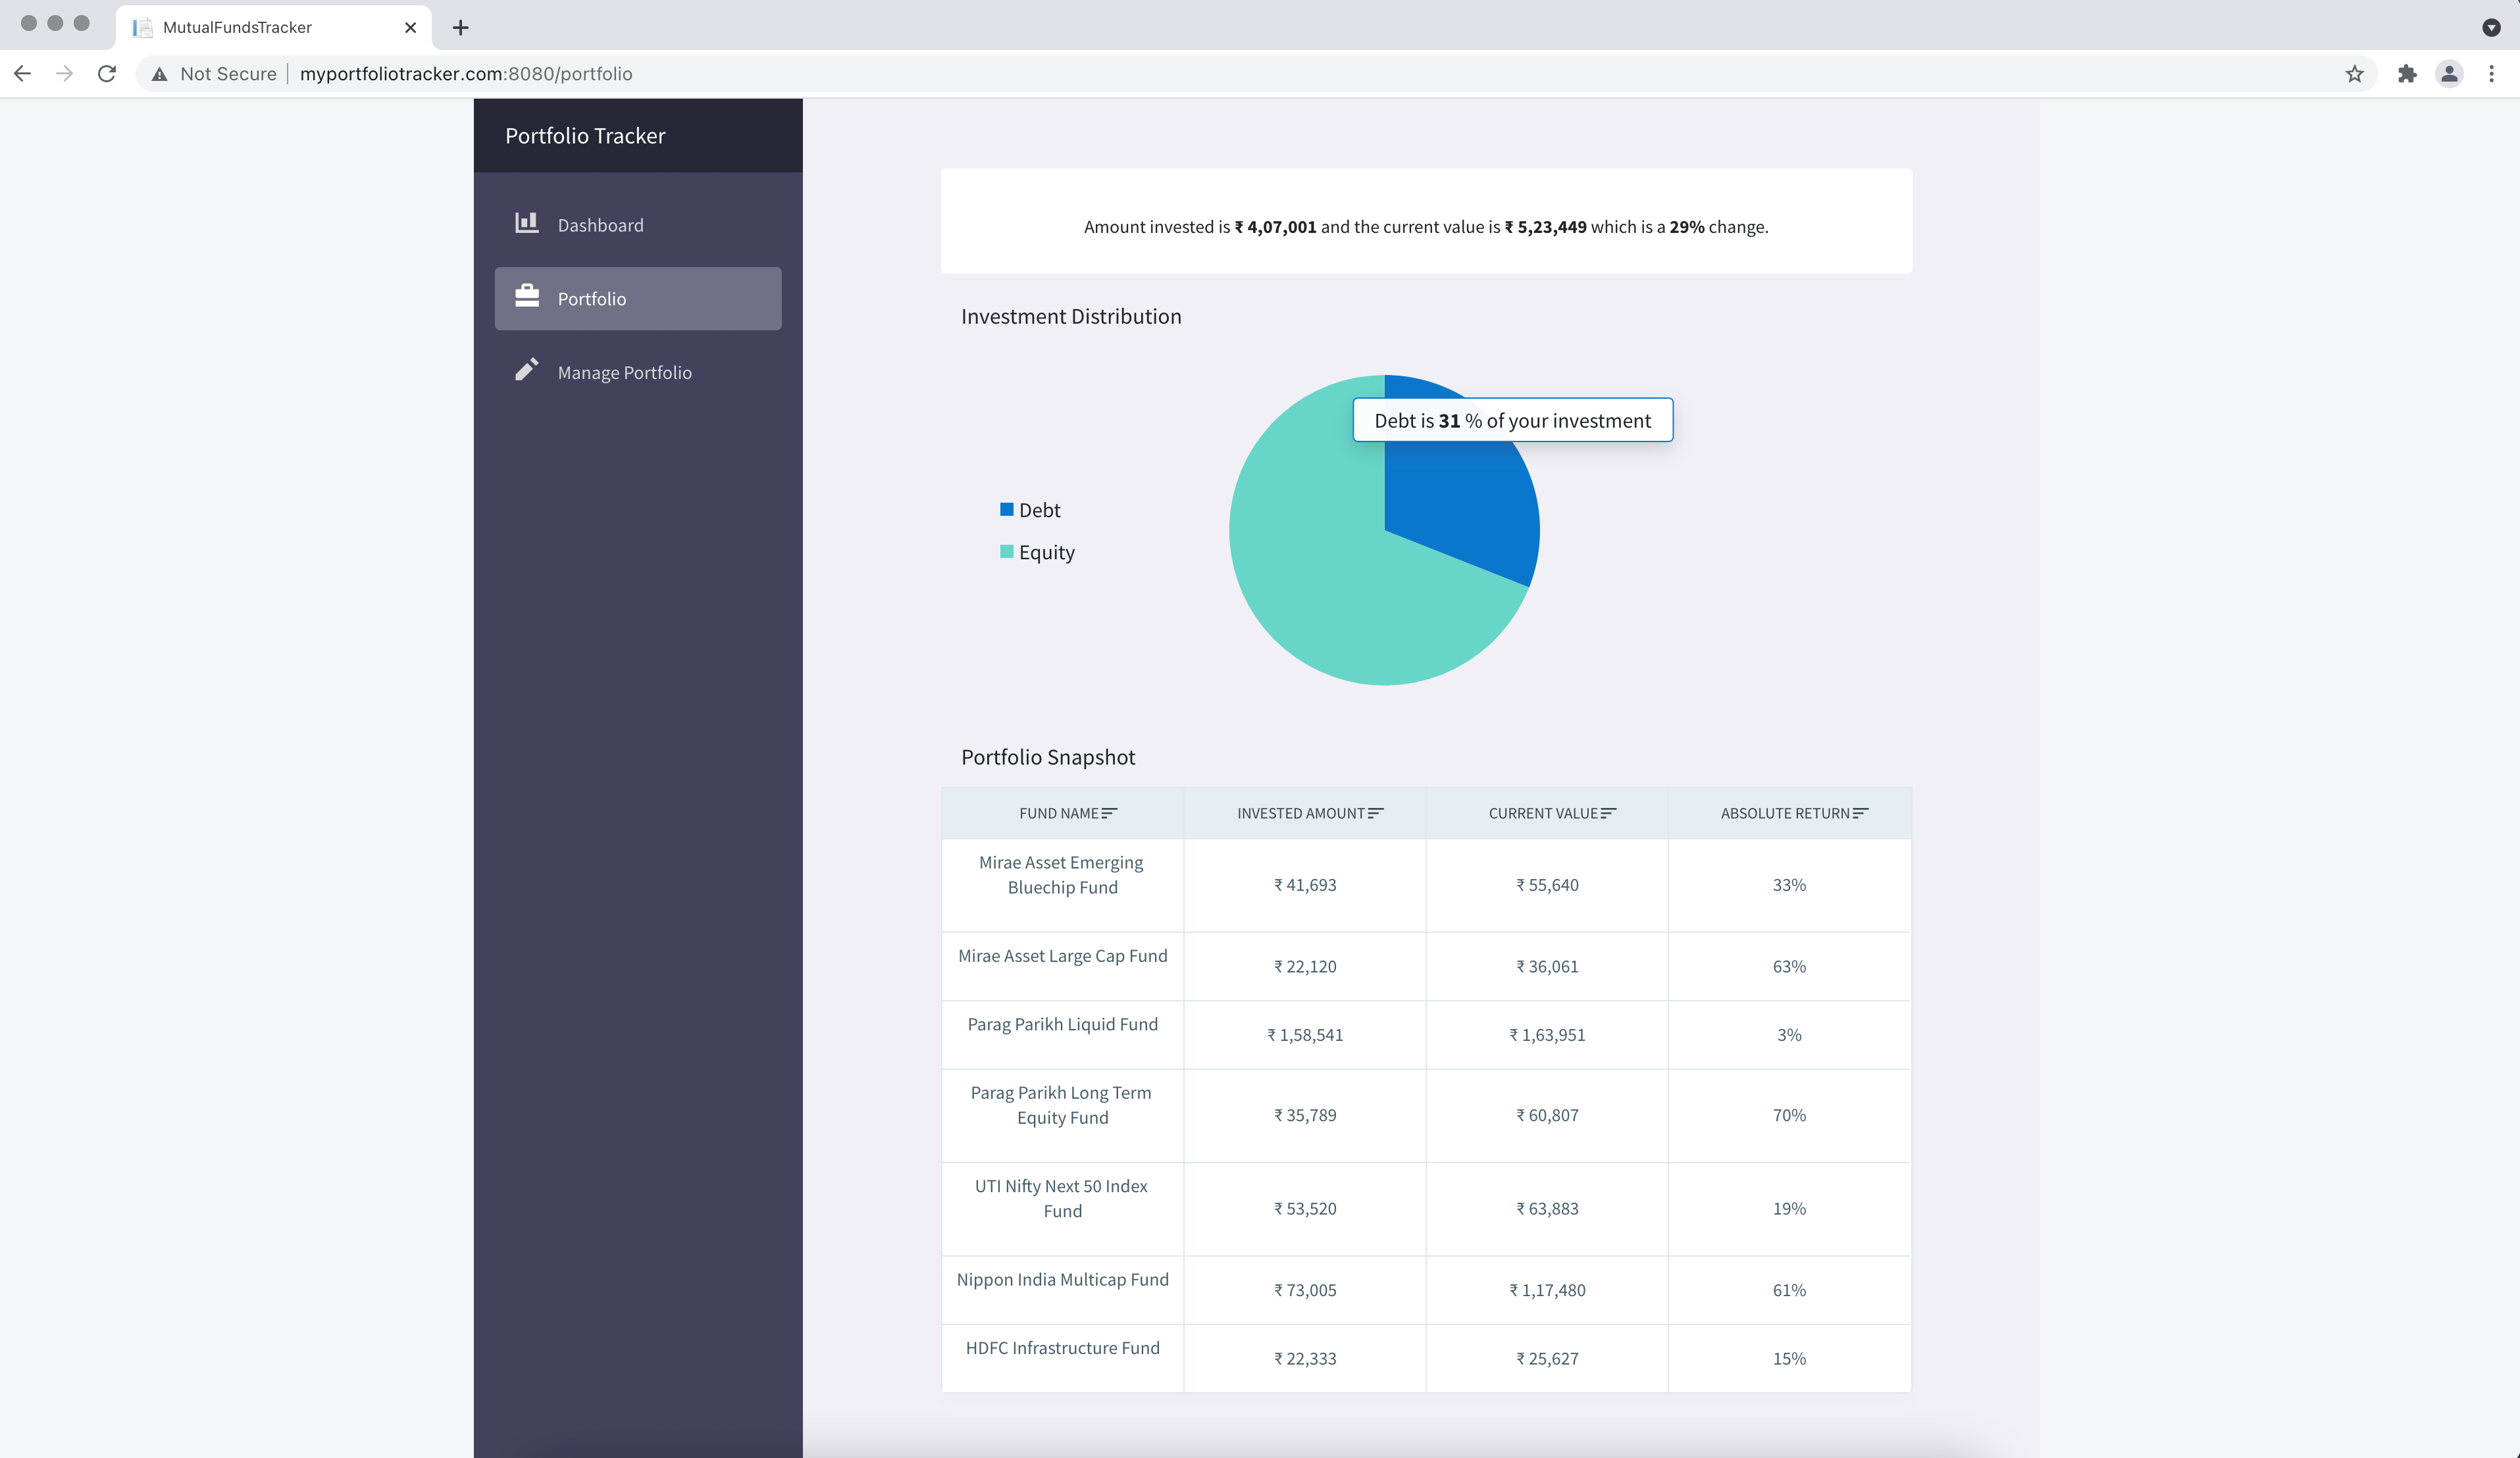 MutualFundsTracker
Not Secure myportfoliotracker.com:8080/portfolio
Portfolio Tracker
Dashboard
Portfolio
Manage Portfolio
Amount invested is ₹ 4,07,001 and the current value is ₹ 5,23,449 which is a 29% change.
Investment Distribution
Debt is 31 % of your investment
Debt
Equity
Portfolio Snapshot
FUND NAME INVESTED AMOUNT CURRENT VALUE ABSOLUTE RETURN
Mirae Asset Emerging
Bluechip Fund
₹ 41,693 ₹ 55,640 33%
Mirae Asset Large Cap Fund
₹ 22,120 ₹ 36,061 63%
Parag Parikh Liquid Fund
₹ 1,58,541 ₹ 1,63,951 3%
Parag Parikh Long Term
Equity Fund
₹ 35,789 ₹ 60,807 70%
UTI Nifty Next 50 Index
Fund
₹ 53,520 ₹ 63,883 19%
Nippon India Multicap Fund
₹ 73,005 ₹ 1,17,480 61%
HDFC Infrastructure Fund
₹ 22,333 ₹ 25,627 15%